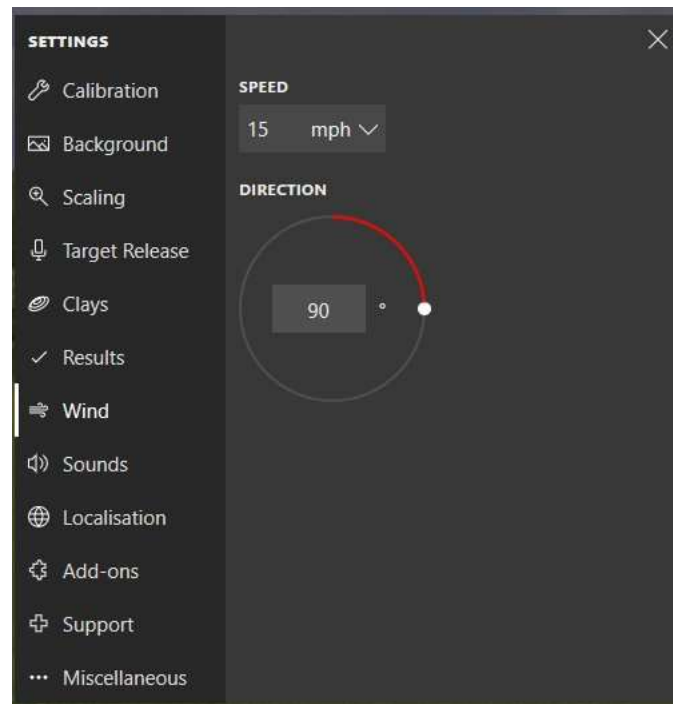 SETTINGS
Calibration
Background
Scaling
Target Release
Clays
Results
Wind
Sounds
Localisation
Add-ons
Support
Miscellaneous
SPEED
15 mph
DIRECTION
90 °